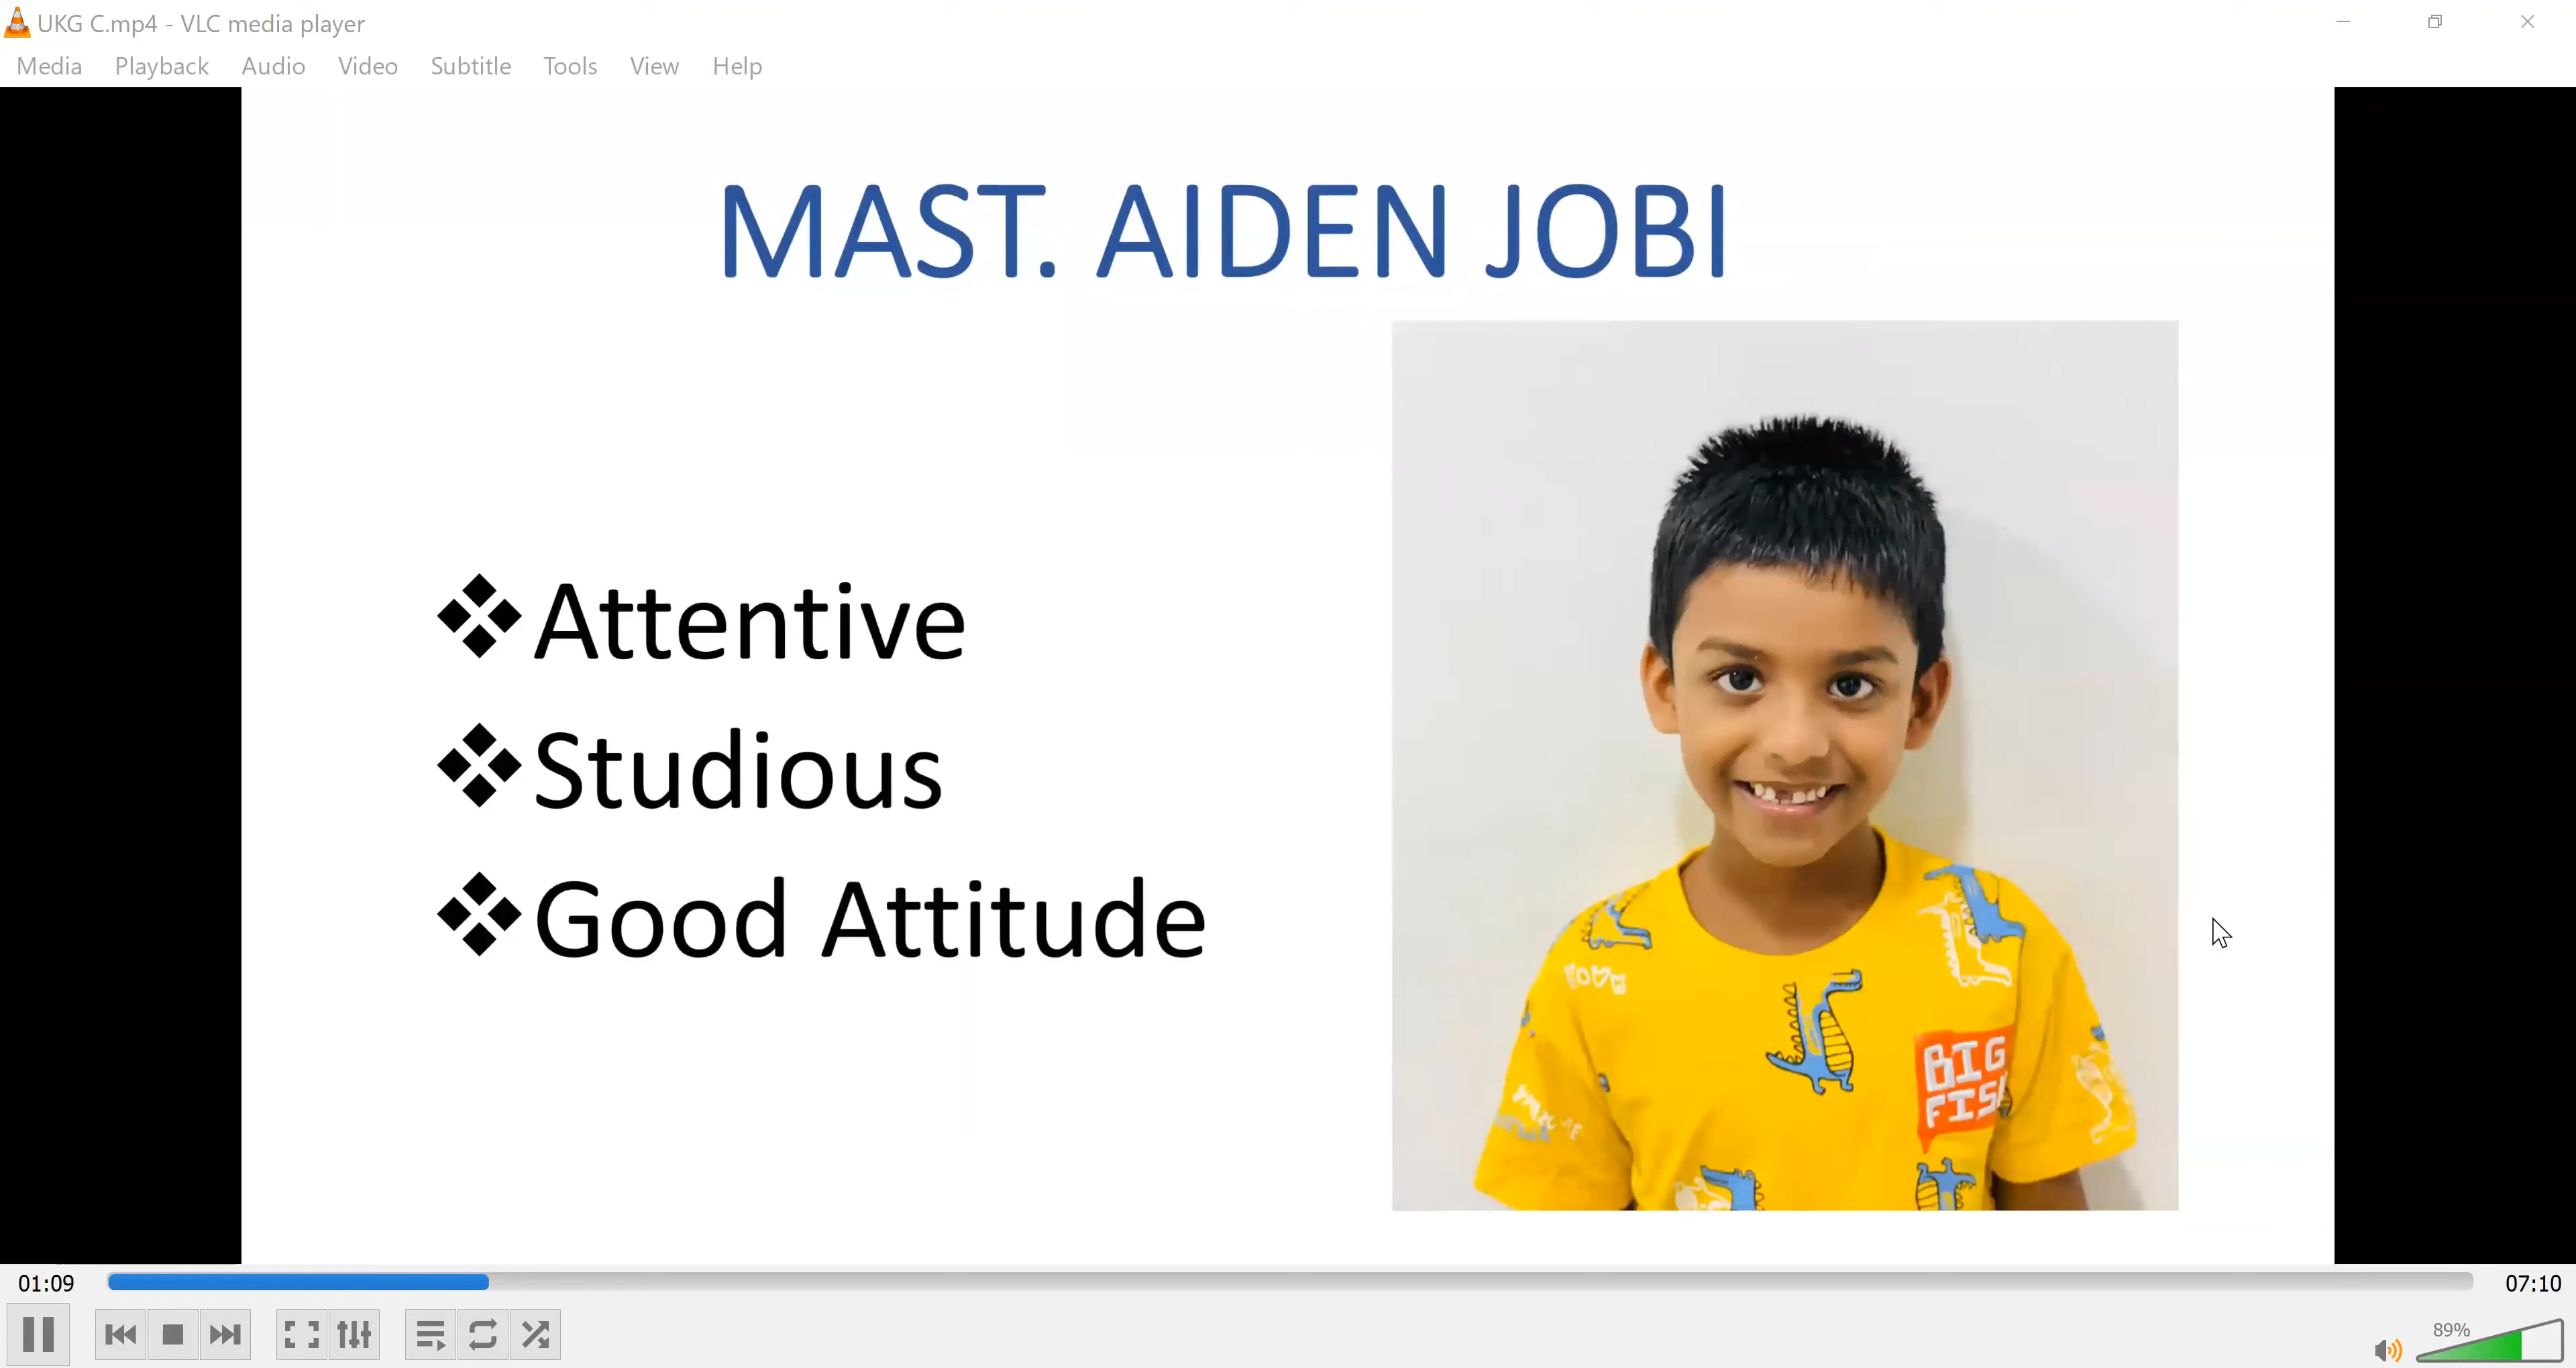 UKG C.mp4 - VLC media player
Media Playback Audio Video Subtitle Tools View Help
MAST. AIDEN JOBI
❖Attentive
❖Studious
❖Good Attitude
BIG
01:09
07:10
89%